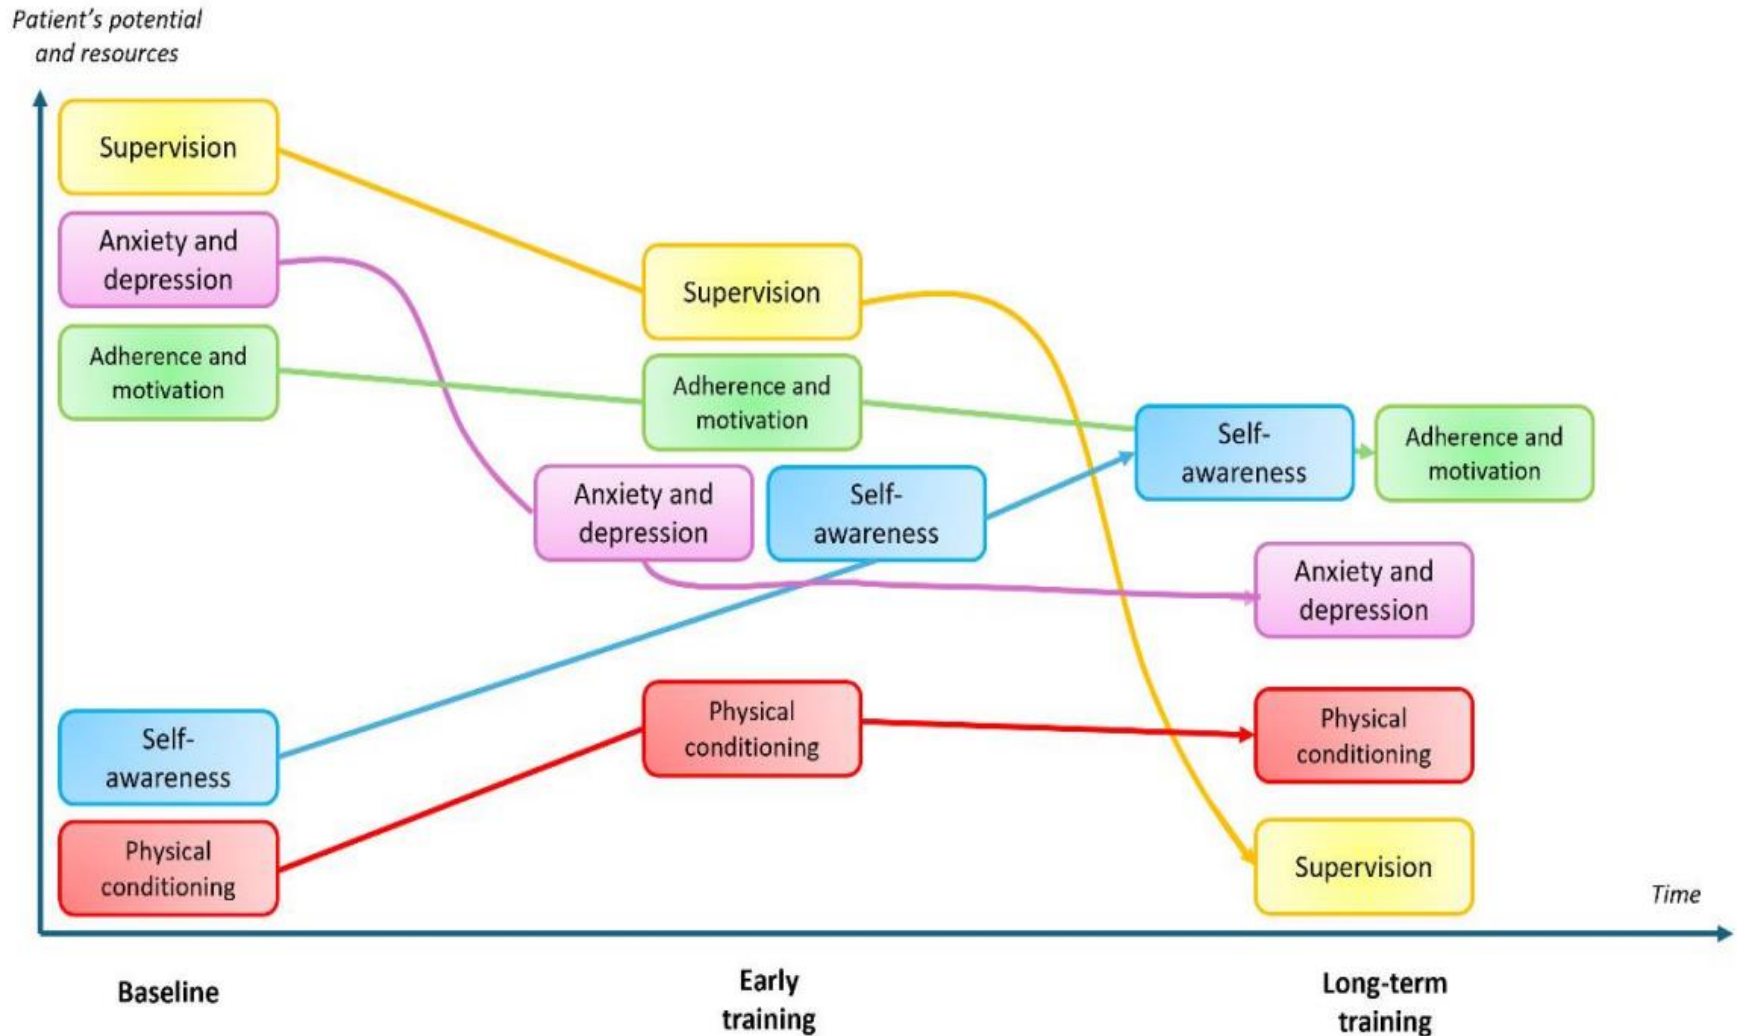 Patient's potential
and resources
Supervision
Anxiety and
depression
Adherence and
motivation
Self-
awareness
Physical
conditioning
Supervision
Adherence and
motivation
Anxiety and
depression
Self-
awareness
Physical
conditioning
Self-
awareness
Adherence and
motivation
Anxiety and
depression
Physical
conditioning
Supervision
Time
Baseline
Early
training
Long-term
training